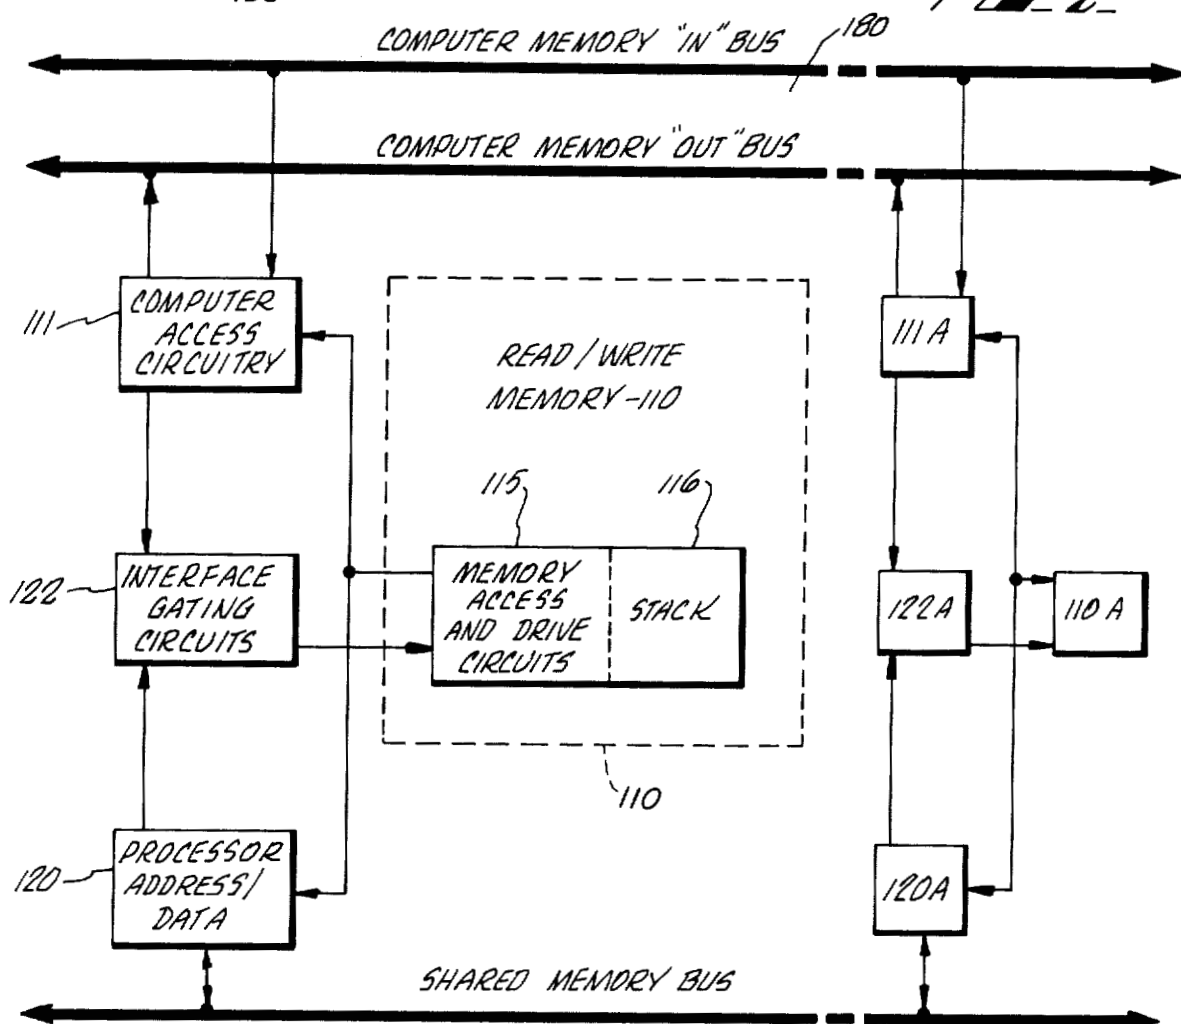 COMPUTER MEMORY "IN" BUS
180
COMPUTER MEMORY "OUT" BUS
111
COMPUTER
ACCESS
CIRCUITRY
READ/WRITE
MEMORY-110
111A
115
116
122
INTERFACE
GATING
CIRCUITS
MEMORY
ACCESS
AND DRIVE
CIRCUITS
STACK
122A
110A
110
120
PROCESSOR
ADDRESS/
DATA
120A
SHARED MEMORY BUS